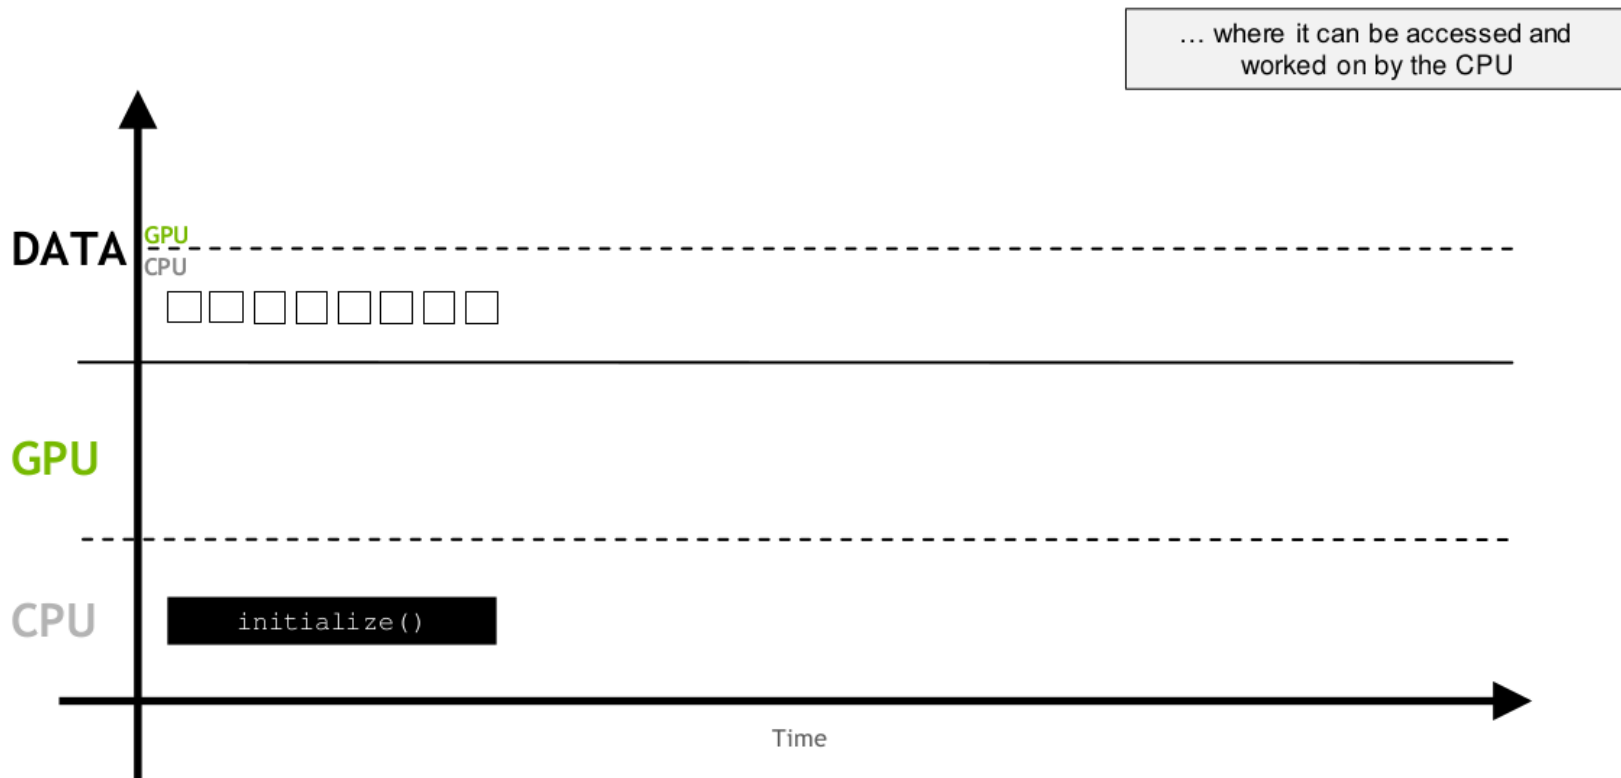 … where it can be accessed and
worked on by the CPU
DATA
GPU
CPU
GPU
CPU
initialize()
Time